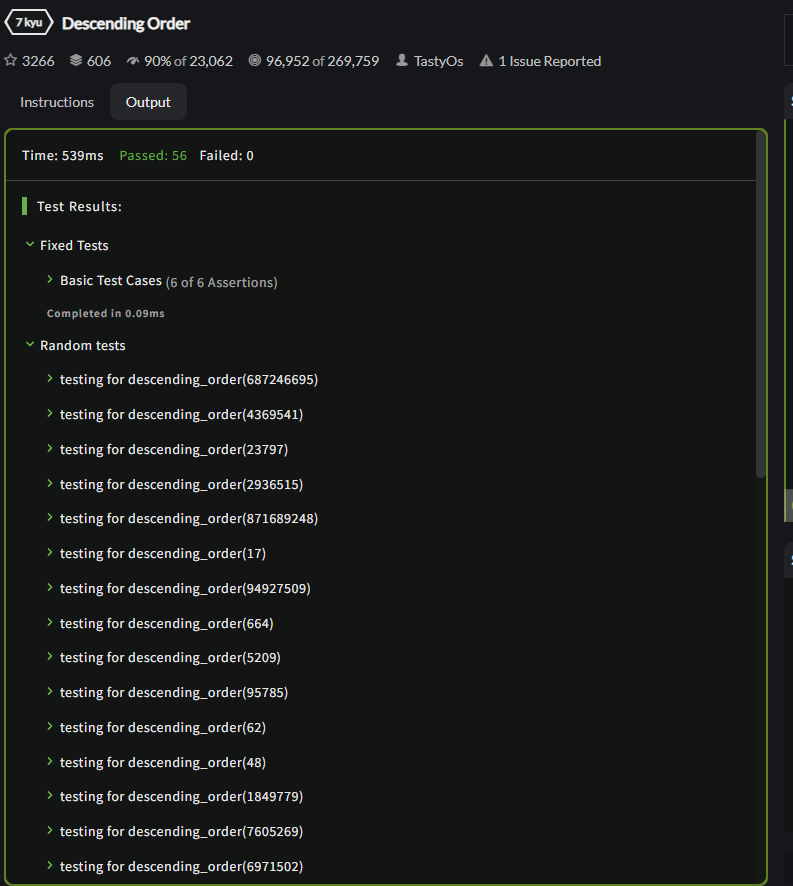 7 kyu Descending Order
3266 606 90% of 23,062 96,952 of 269,759 TastyOs 1 Issue Reported
Instructions Output
Time: 539ms Passed: 56 Failed: 0
Test Results:
Fixed Tests
Basic Test Cases (6 of 6 Assertions)
Completed in 0.09ms
Random tests
testing for descending_order(687246695)
testing for descending_order(4369541)
testing for descending_order(23797)
testing for descending_order(2936515)
testing for descending_order(871689248)
testing for descending_order(17)
testing for descending_order(94927509)
testing for descending_order(664)
testing for descending_order(5209)
testing for descending_order(95785)
testing for descending_order(62)
testing for descending_order(48)
testing for descending_order(1849779)
testing for descending_order(7605269)
testing for descending_order(6971502)